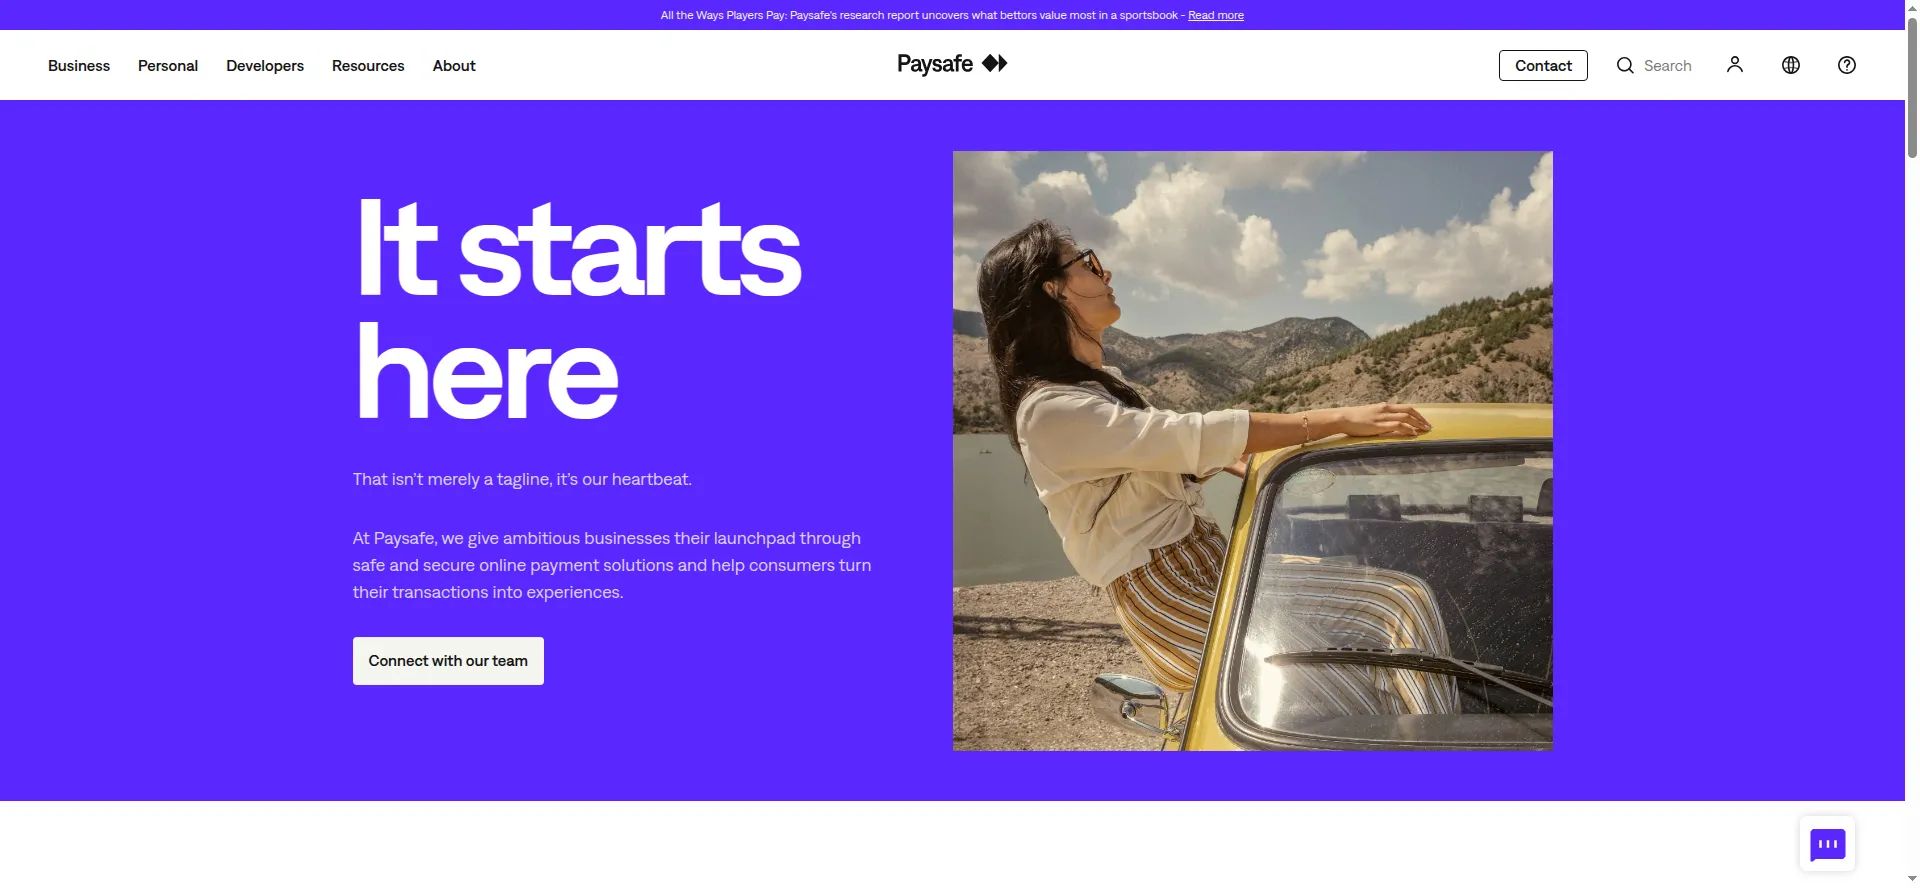 All the Ways Players Pay: Paysafe's research report uncovers what bettors value most in a sportsbook - Read more
Business Personal Developers Resources About Paysafe Contact Search
It starts
here
That isn't merely a tagline, it's our heartbeat.
At Paysafe, we give ambitious businesses their launchpad through
safe and secure online payment solutions and help consumers turn
their transactions into experiences.
Connect with our team